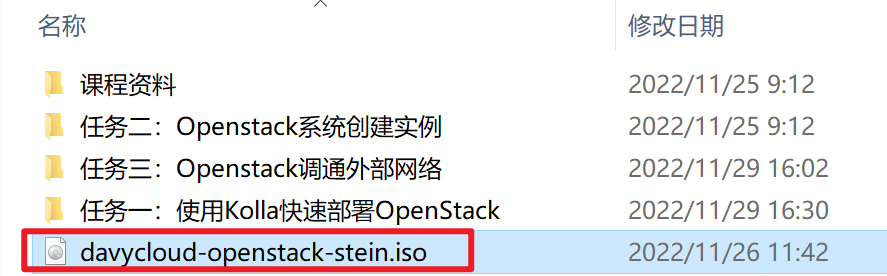 名称 修改日期
课程资料 2022/11/25 9:12
任务二：Openstack系统创建实例 2022/11/25 9:12
任务三：Openstack调通外部网络 2022/11/29 16:02
任务一：使用Kolla快速部署OpenStack 2022/11/29 16:30
davycloud-openstack-stein.iso 2022/11/26 11:42